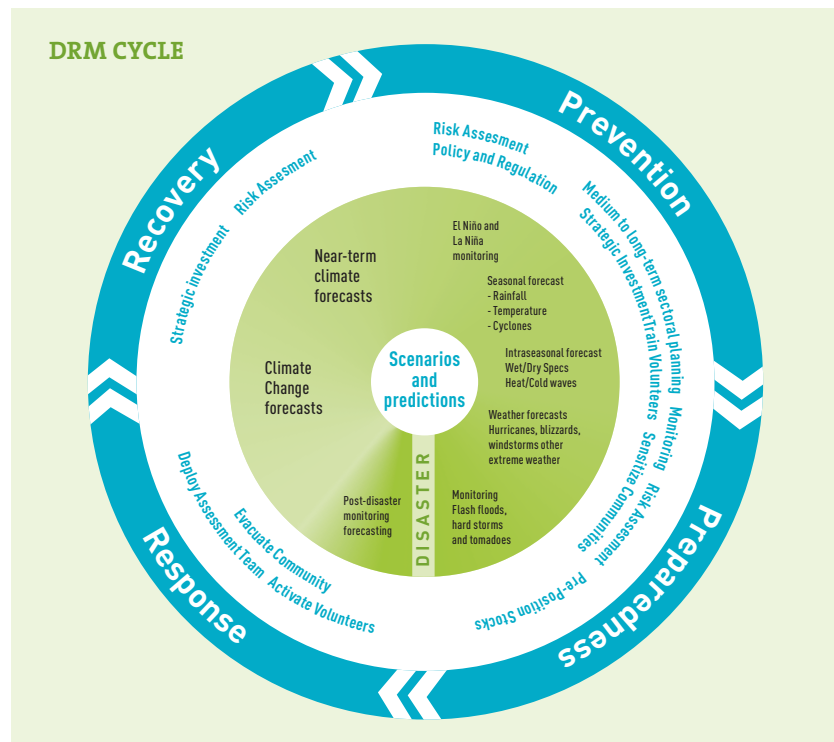 DRM CYCLE
Prevention
Preparedness
Response
Recovery
Risk Assesment
Policy and Regulation
Medium to long-term sectoral planning
Strategic Investment
Train Volunteers
Monitoring
Sensitize Communities
Risk Assesment
Pre-Position Stocks
Activate Volunteers
Evacuate Community
Deploy Assessment Team
Strategic investment
Risk Assesment
El Niño and
La Niña
monitoring
Seasonal forecast
- Rainfall
- Temperature
- Cyclones
Intraseasonal forecast
Wet/Dry Specs
Heat/Cold waves
Weather forecasts
Hurricanes, blizzards,
windstorms other
extreme weather
Monitoring
Flash floods,
hard storms
and tomadoes
DISASTER
Post-disaster
monitoring
forecasting
Climate
Change
forecasts
Near-term
climate
forecasts
Scenarios
and
predictions